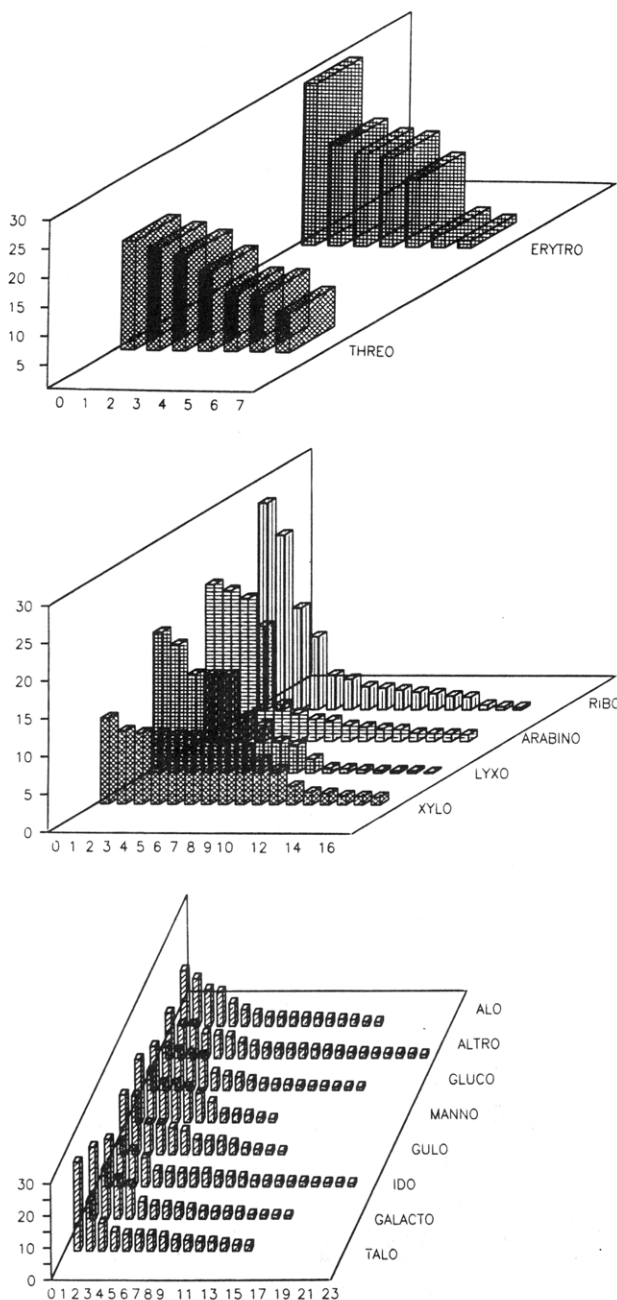 30
25
20
15
10
5
0 1 2 3 4 5 6 7
ERYTRO
THREO
30
25
20
15
10
5
0
0 1 2 3 4 5 6 7 8 9 10 12 14 16
RiBO
ARABINO
LYXO
XYLO
30
20
10
0
0 1 2 3 4 5 6 7 8 9 11 13 15 17 19 21 23
ALO
ALTRO
GLUCO
MANNO
GULO
IDO
GALACTO
TALO